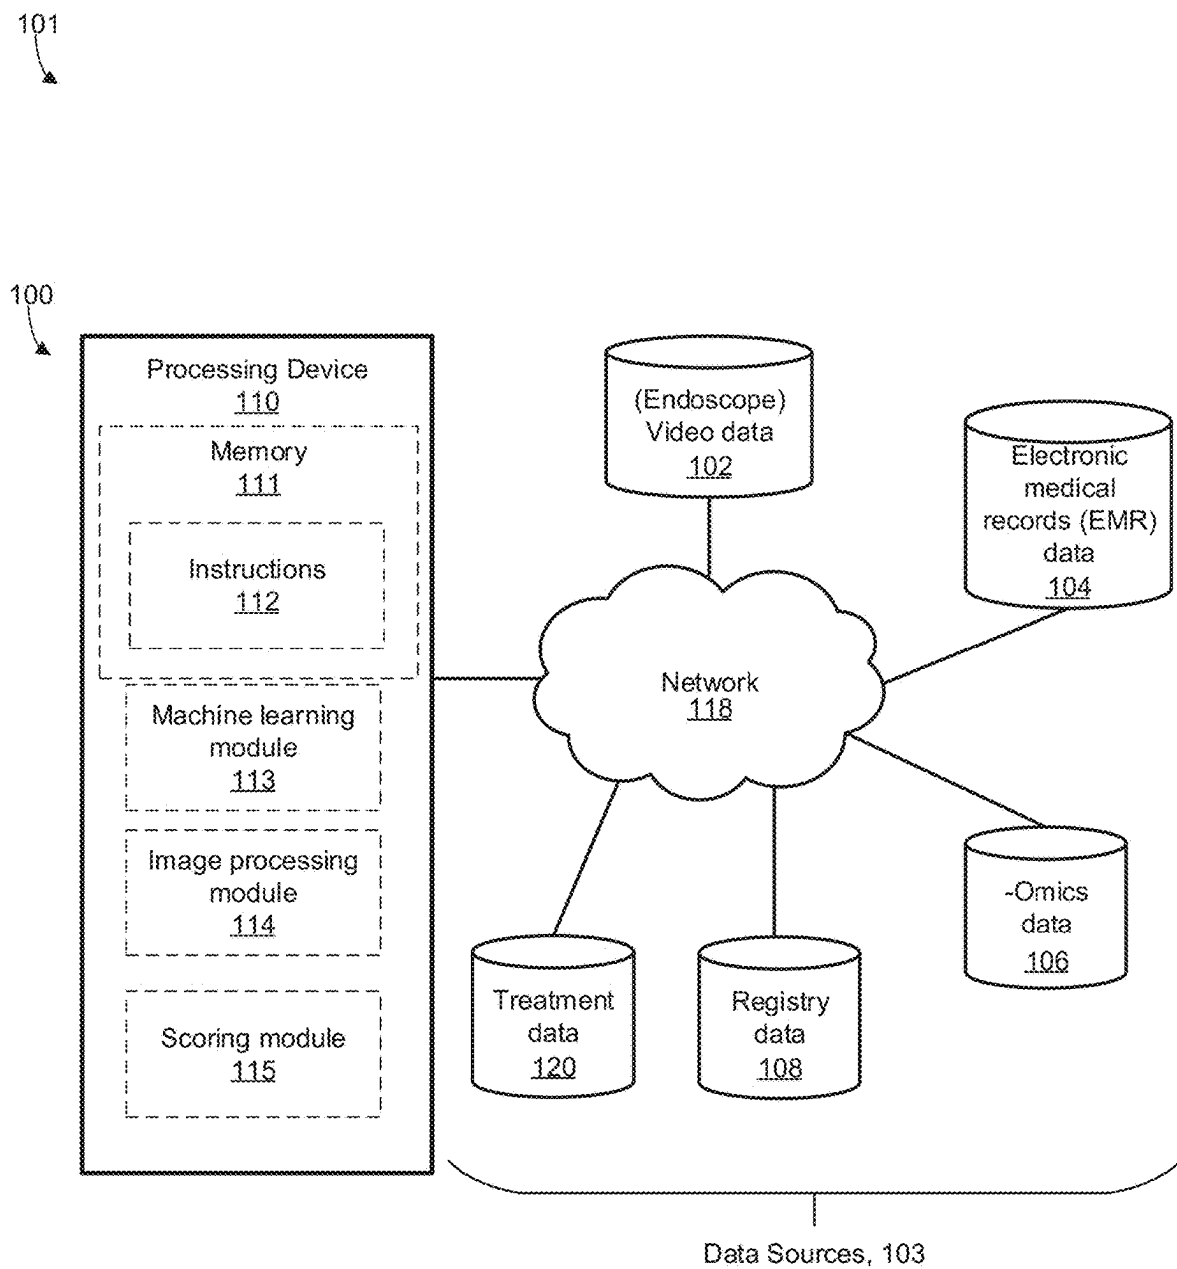 101
100
Processing Device
110
Memory
111
Instructions
112
Machine learning
module
113
Image processing
module
114
Scoring module
115
(Endoscope)
Video data
102
Electronic
medical
records (EMR)
data
104
Network
118
-Omics
data
106
Treatment
data
120
Registry
data
108
Data Sources, 103